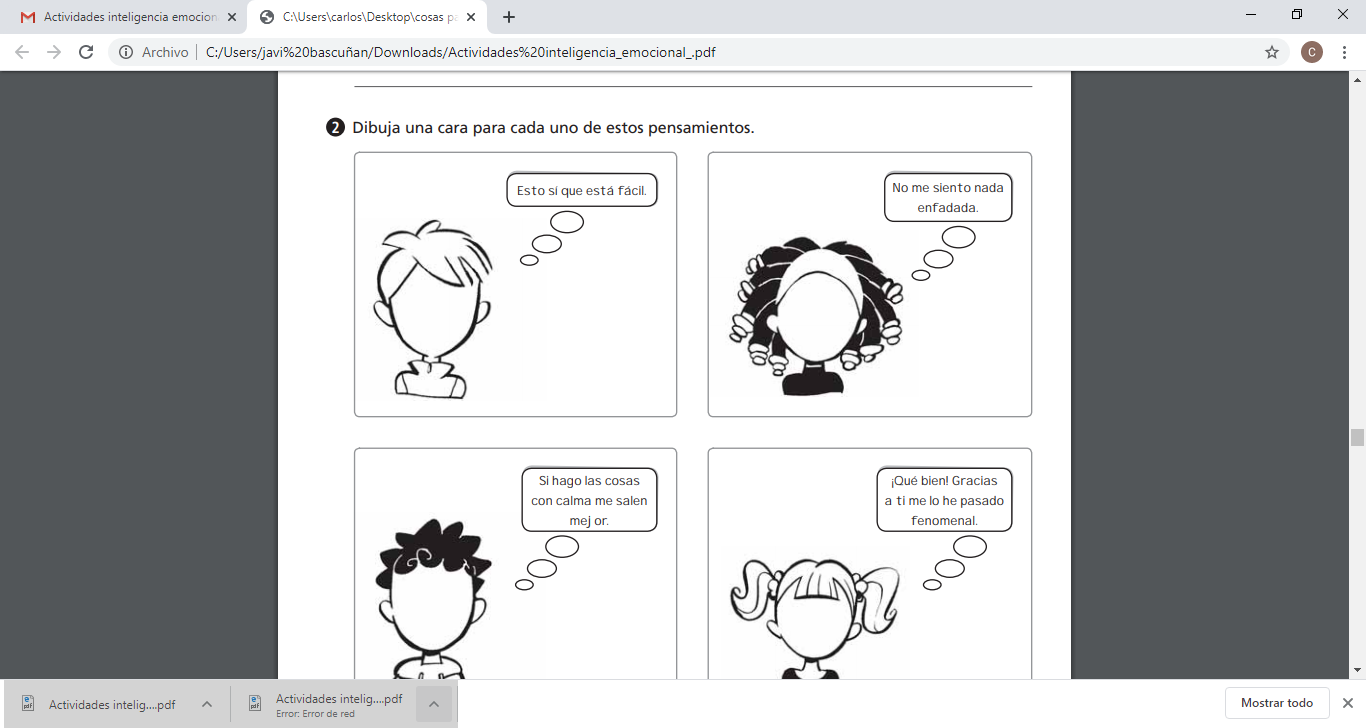 Actividades inteligencia emocion
C:\Users\carlos\Desktop\cosas pa
Archivo
C:/Users/javi%20bascuñan/Downloads/Actividades%20inteligencia_emocional_.pdf
C
2 Dibuja una cara para cada uno de estos pensamientos.
Esto sí que está fácil.
No me siento nada
enfadada.
Si hago las cosas
con calma me salen
mej or.
¡Qué bien! Gracias
a ti me lo he pasado
fenomenal.
Actividades intelig....pdf
Actividades intelig....pdf
Error: Error de red
Mostrar todo